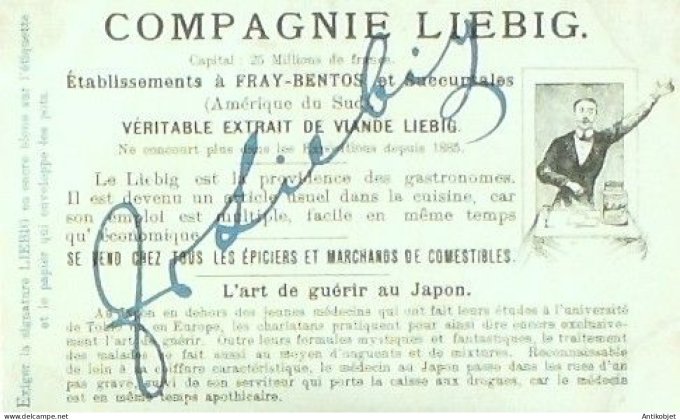 COMPAGNIE LIEBIG.
Capital : 25 Millions de francs.
Établissements à FRAY-BENTOS et Succursales
(Amérique du Sud)
VÉRITABLE EXTRAIT DE VIANDE LIEBIG.
Ne concourt plus dans les Expositions depuis 1885.
Le Liebig est la providence des gastronomes.
Il est devenu un article usuel dans la cuisine, car
son emploi est multiple, facile en même temps
qu'économique.
SE VEND CHEZ TOUS LES ÉPICIERS ET MARCHANDS DE COMESTIBLES.
L'art de guérir au Japon.
Au Japon en dehors des jeunes médecins qui ont fait leurs études à l'université
de Tokio ou en Europe, les charlatans pratiquent pour ainsi dire encore exclusive-
ment l'art de guérir. Outre leurs formules mystiques et fantastiques, le traitement
des malades se fait aussi au moyen d'onguents et de mixtures. Reconnaissable
de loin à sa coiffure caractéristique, le médecin au Japon passe dans les rues d'un
pas grave, suivi de son serviteur qui porte la caisse aux drogues, car le médecin
est en même temps apothicaire.
Exiger la signature LIEBIG en encre bleue sur l'étiquette
et le papier qui enveloppe des pots.
J v Liebig
www.antikobjet.com
Antikobjet